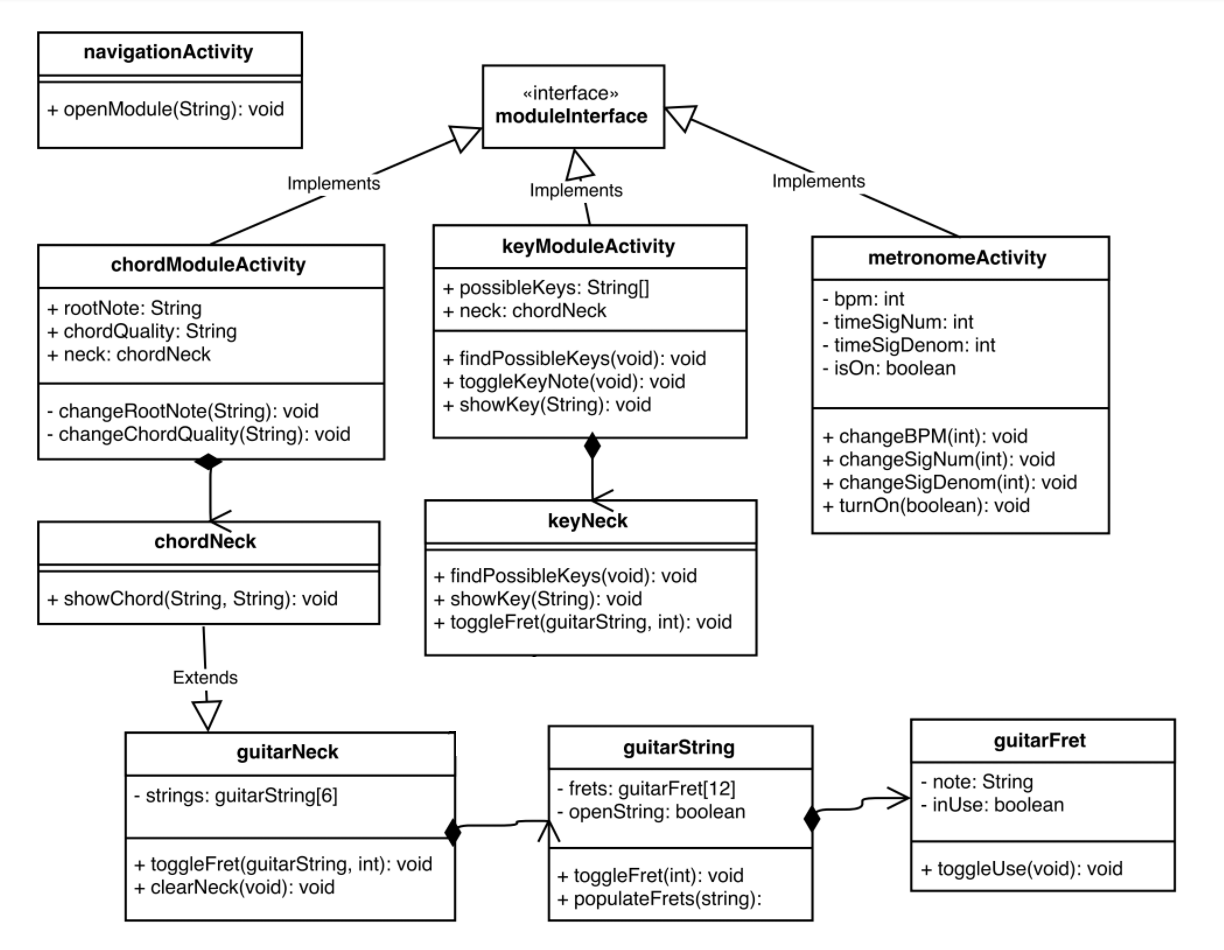 navigationActivity
+ openModule(String): void
«interface»
moduleInterface
Implements
Implements
Implements
chordModuleActivity
+ rootNote: String
+ chordQuality: String
+ neck: chordNeck
- changeRootNote(String): void
- changeChordQuality(String): void
keyModuleActivity
+ possibleKeys: String[]
+ neck: chordNeck
+ findPossibleKeys(void): void
+ toggleKeyNote(void): void
+ showKey(String): void
metronomeActivity
- bpm: int
- timeSigNum: int
- timeSigDenom: int
- isOn: boolean
+ changeBPM(int): void
+ changeSigNum(int): void
+ changeSigDenom(int): void
+ turnOn(boolean): void
chordNeck
+ showChord(String, String): void
keyNeck
+ findPossibleKeys(void): void
+ showKey(String): void
+ toggleFret(guitarString, int): void
Extends
guitarNeck
- strings: guitarString[6]
+ toggleFret(guitarString, int): void
+ clearNeck(void): void
guitarString
- frets: guitarFret[12]
- openString: boolean
+ toggleFret(int): void
+ populateFrets(string):
guitarFret
- note: String
- inUse: boolean
+ toggleUse(void): void